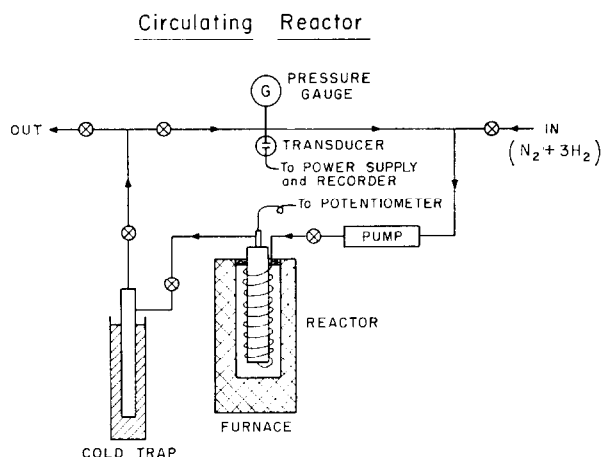 Circulating Reactor
G
PRESSURE
GAUGE
OUT
IN
(N₂ + 3H₂)
TRANSDUCER
To POWER SUPPLY
and RECORDER
To POTENTIOMETER
PUMP
REACTOR
FURNACE
COLD TRAP